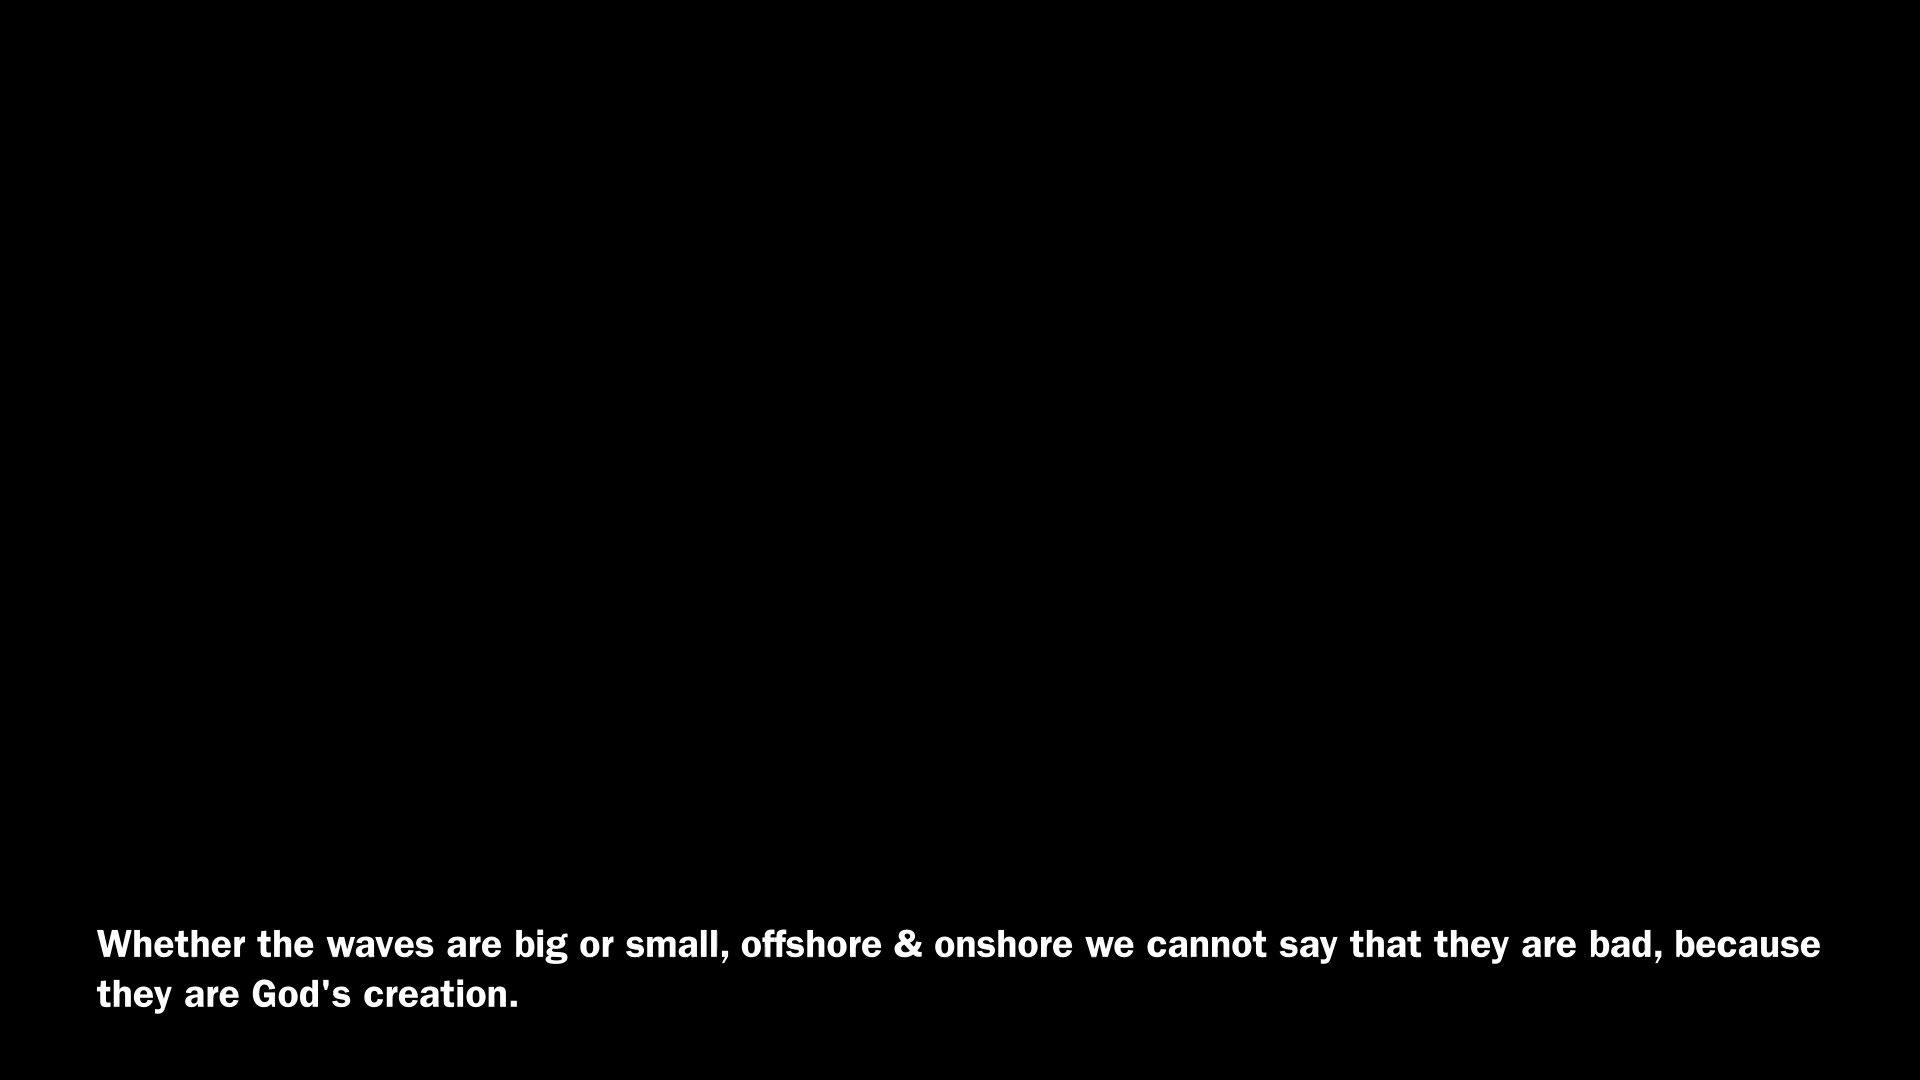 Whether the waves are big or small, offshore & onshore we cannot say that they are bad, because
they are God's creation.